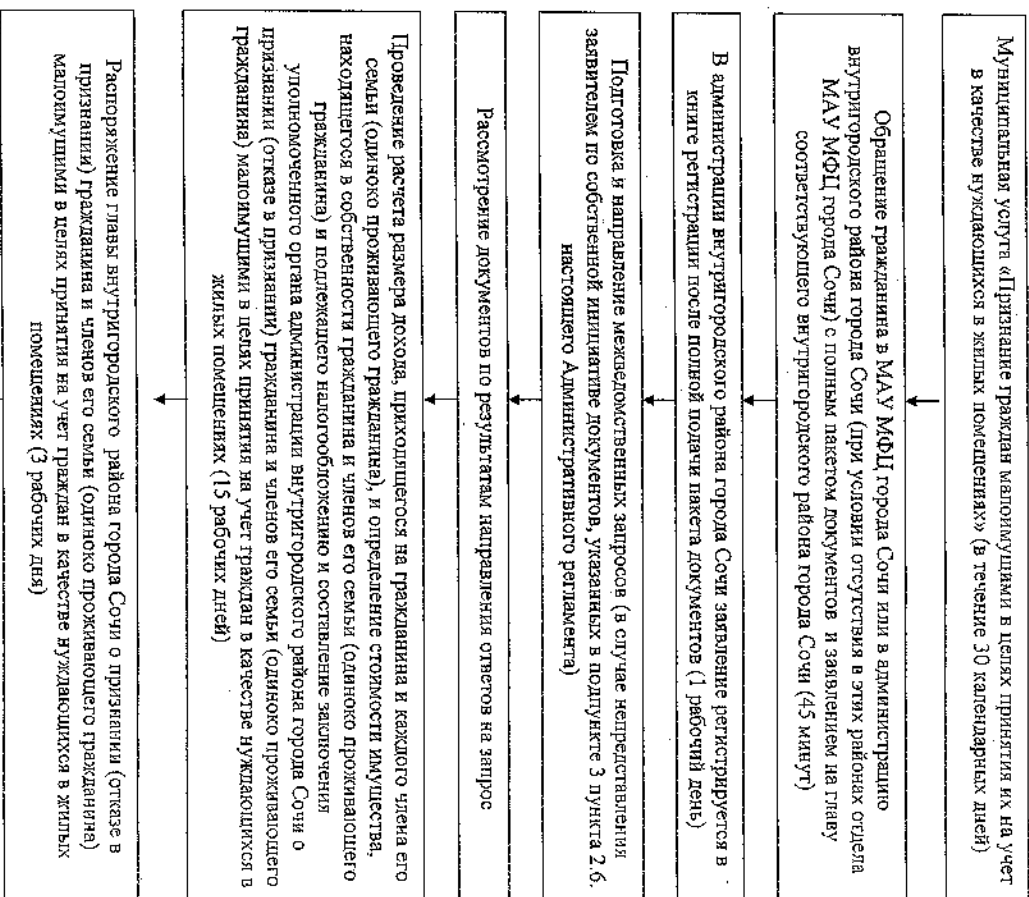 Муниципальная услуга «Признание граждан малоимущими в целях принятия их на учет
в качестве нуждающихся в жилых помещениях» (в течение 30 календарных дней)
Обращение гражданина в МАУ МФЦ города Сочи или в администрацию
внутригородского района города Сочи (при условии отсутствия в этих районах отдела
МАУ МФЦ города Сочи) с полным пакетом документов и заявлением на главу
соответствующего внутригородского района города Сочи (45 минут)
В администрации внутригородского района города Сочи заявление регистрируется в
книге регистрации после полной подачи пакета документов (1 рабочий день)
Подготовка и направление межведомственных запросов (в случае непредставления
заявителем по собственной инициативе документов, указанных в подпункте 3 пункта 2.6.
настоящего Административного регламента)
Рассмотрение документов по результатам направления ответов на запрос
Проведение расчета размера дохода, приходящегося на гражданина и каждого члена его
семьи (одиноко проживающего гражданина), и определение стоимости имущества,
находящегося в собственности гражданина и членов его семьи (одиноко проживающего
гражданина) и подлежащего налогообложению и составление заключения
уполномоченного органа администрации внутригородского района города Сочи о
признании (отказе в признании) гражданина и членов его семьи (одиноко проживающего
гражданина) малоимущими в целях принятия на учет граждан в качестве нуждающихся в
жилых помещениях (15 рабочих дней)
Распоряжение главы внутригородского района города Сочи о признании (отказе в
признании) гражданина и членов его семьи (одиноко проживающего гражданина)
малоимущими в целях принятия на учет граждан в качестве нуждающихся в жилых
помещениях (3 рабочих дня)